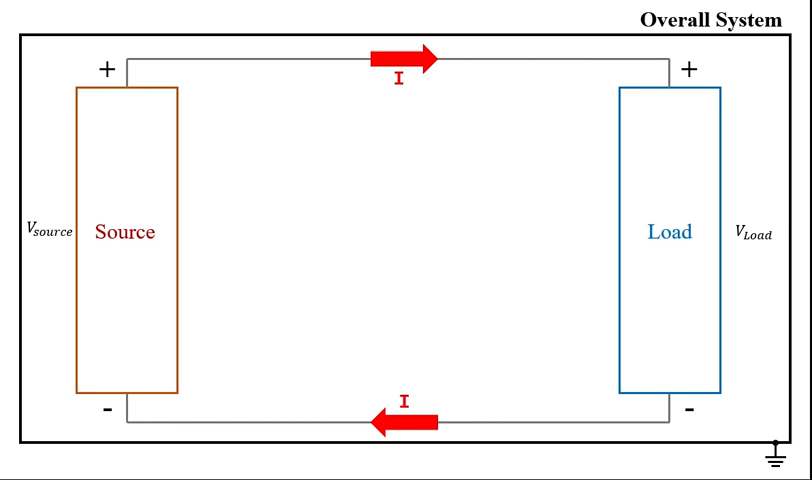 Overall System
+
+
I
V_source
Source
Load
V_Load
I
-
-